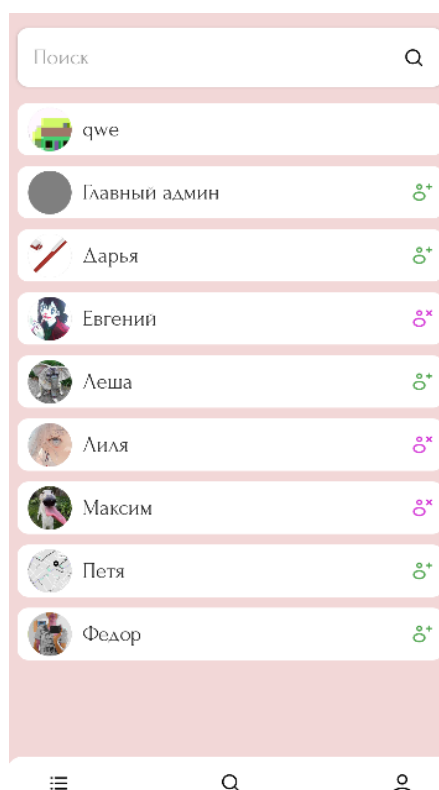 Поиск
qwe
Главный админ
Дарья
Евгений
Леша
Лиля
Максим
Петя
Федор